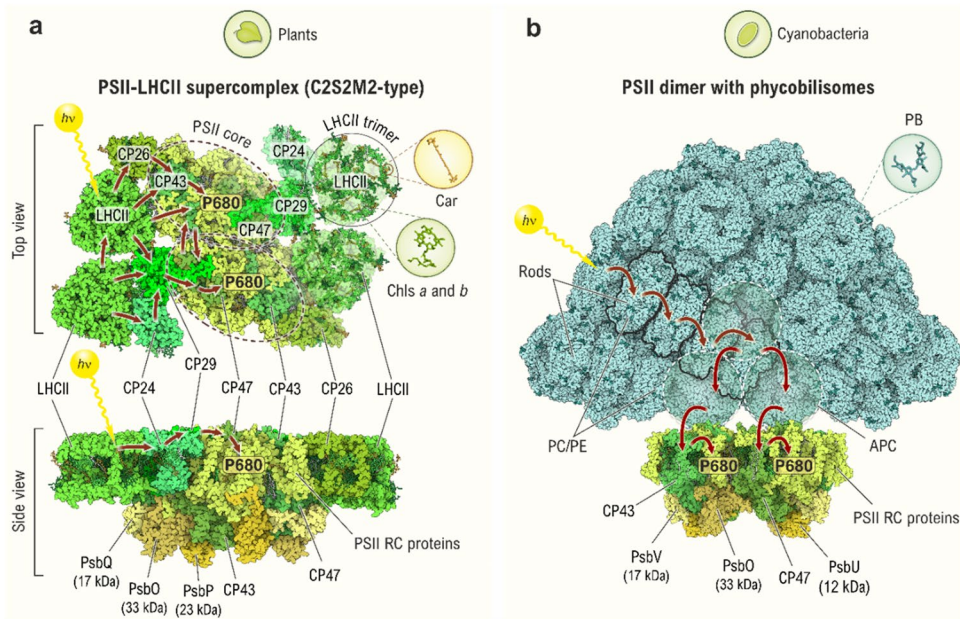 a
Plants
PSII-LHCII supercomplex (C2S2M2-type)
Top view
hν
PSII core
LHCII trimer
CP26
CP24
CP43
LHCII
LHCII
P680
CP29
Car
CP47
P680
Chls a and b
hν
LHCII
CP24
CP29
CP47
CP43
CP26
LHCII
Side view
P680
PSII RC proteins
PsbQ
(17 kDa)
PsbO
(33 kDa)
PsbP
(23 kDa)
CP43
CP47
b
Cyanobacteria
PSII dimer with phycobilisomes
PB
hν
Rods
PC/PE
APC
P680
P680
CP43
PSII RC proteins
PsbV
(17 kDa)
PsbO
(33 kDa)
CP47
PsbU
(12 kDa)